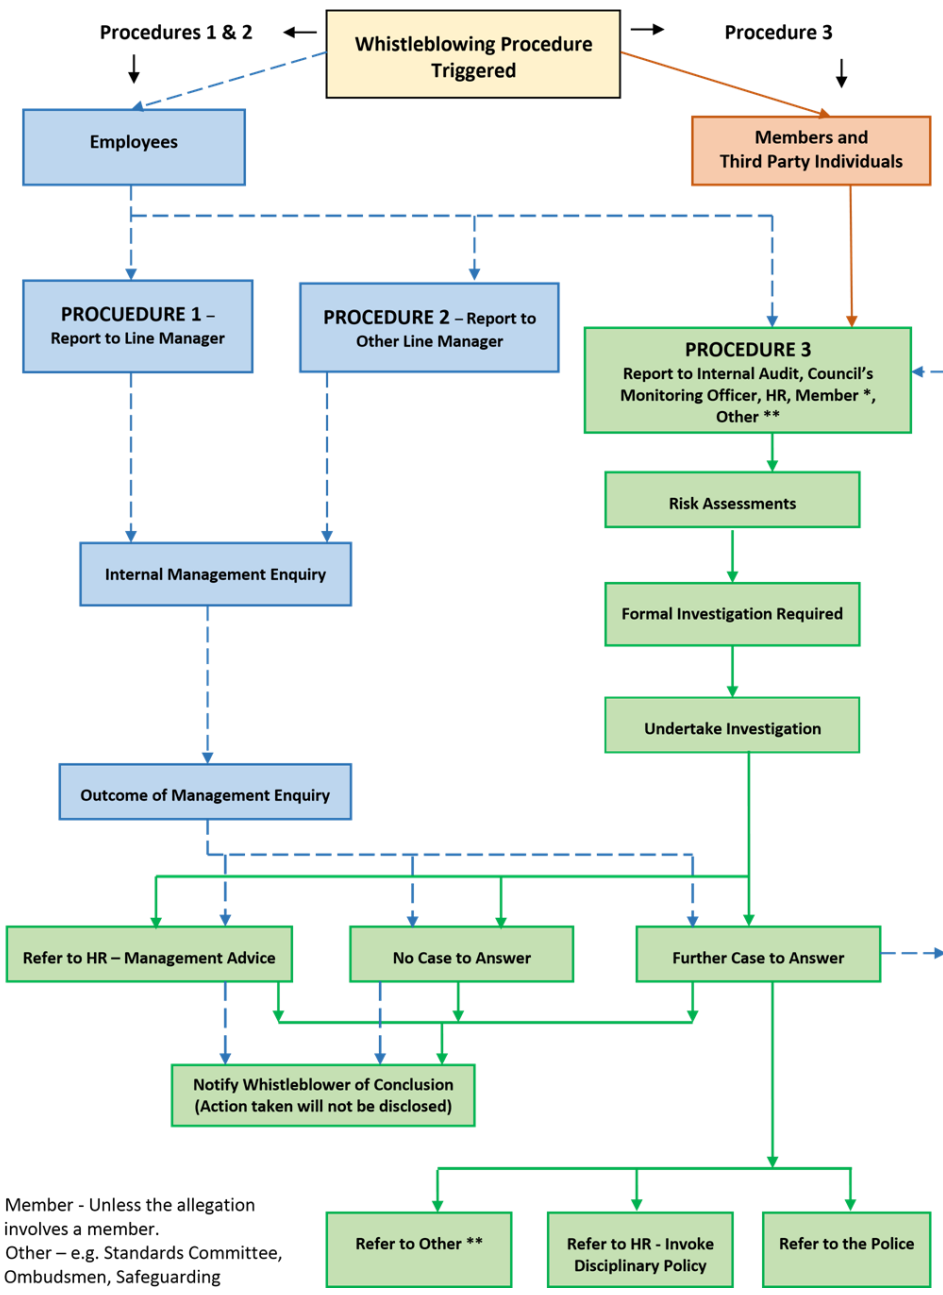 Procedures 1 & 2
Whistleblowing Procedure
Triggered
Procedure 3
Employees
Members and
Third Party Individuals
PROCUEDURE 1 –
Report to Line Manager
PROCEDURE 2 – Report to
Other Line Manager
PROCEDURE 3
Report to Internal Audit, Council's
Monitoring Officer, HR, Member *,
Other **
Risk Assessments
Internal Management Enquiry
Formal Investigation Required
Undertake Investigation
Outcome of Management Enquiry
Refer to HR – Management Advice
No Case to Answer
Further Case to Answer
Notify Whistleblower of Conclusion
(Action taken will not be disclosed)
Member - Unless the allegation
involves a member.
Other – e.g. Standards Committee,
Ombudsmen, Safeguarding
Refer to Other **
Refer to HR - Invoke
Disciplinary Policy
Refer to the Police